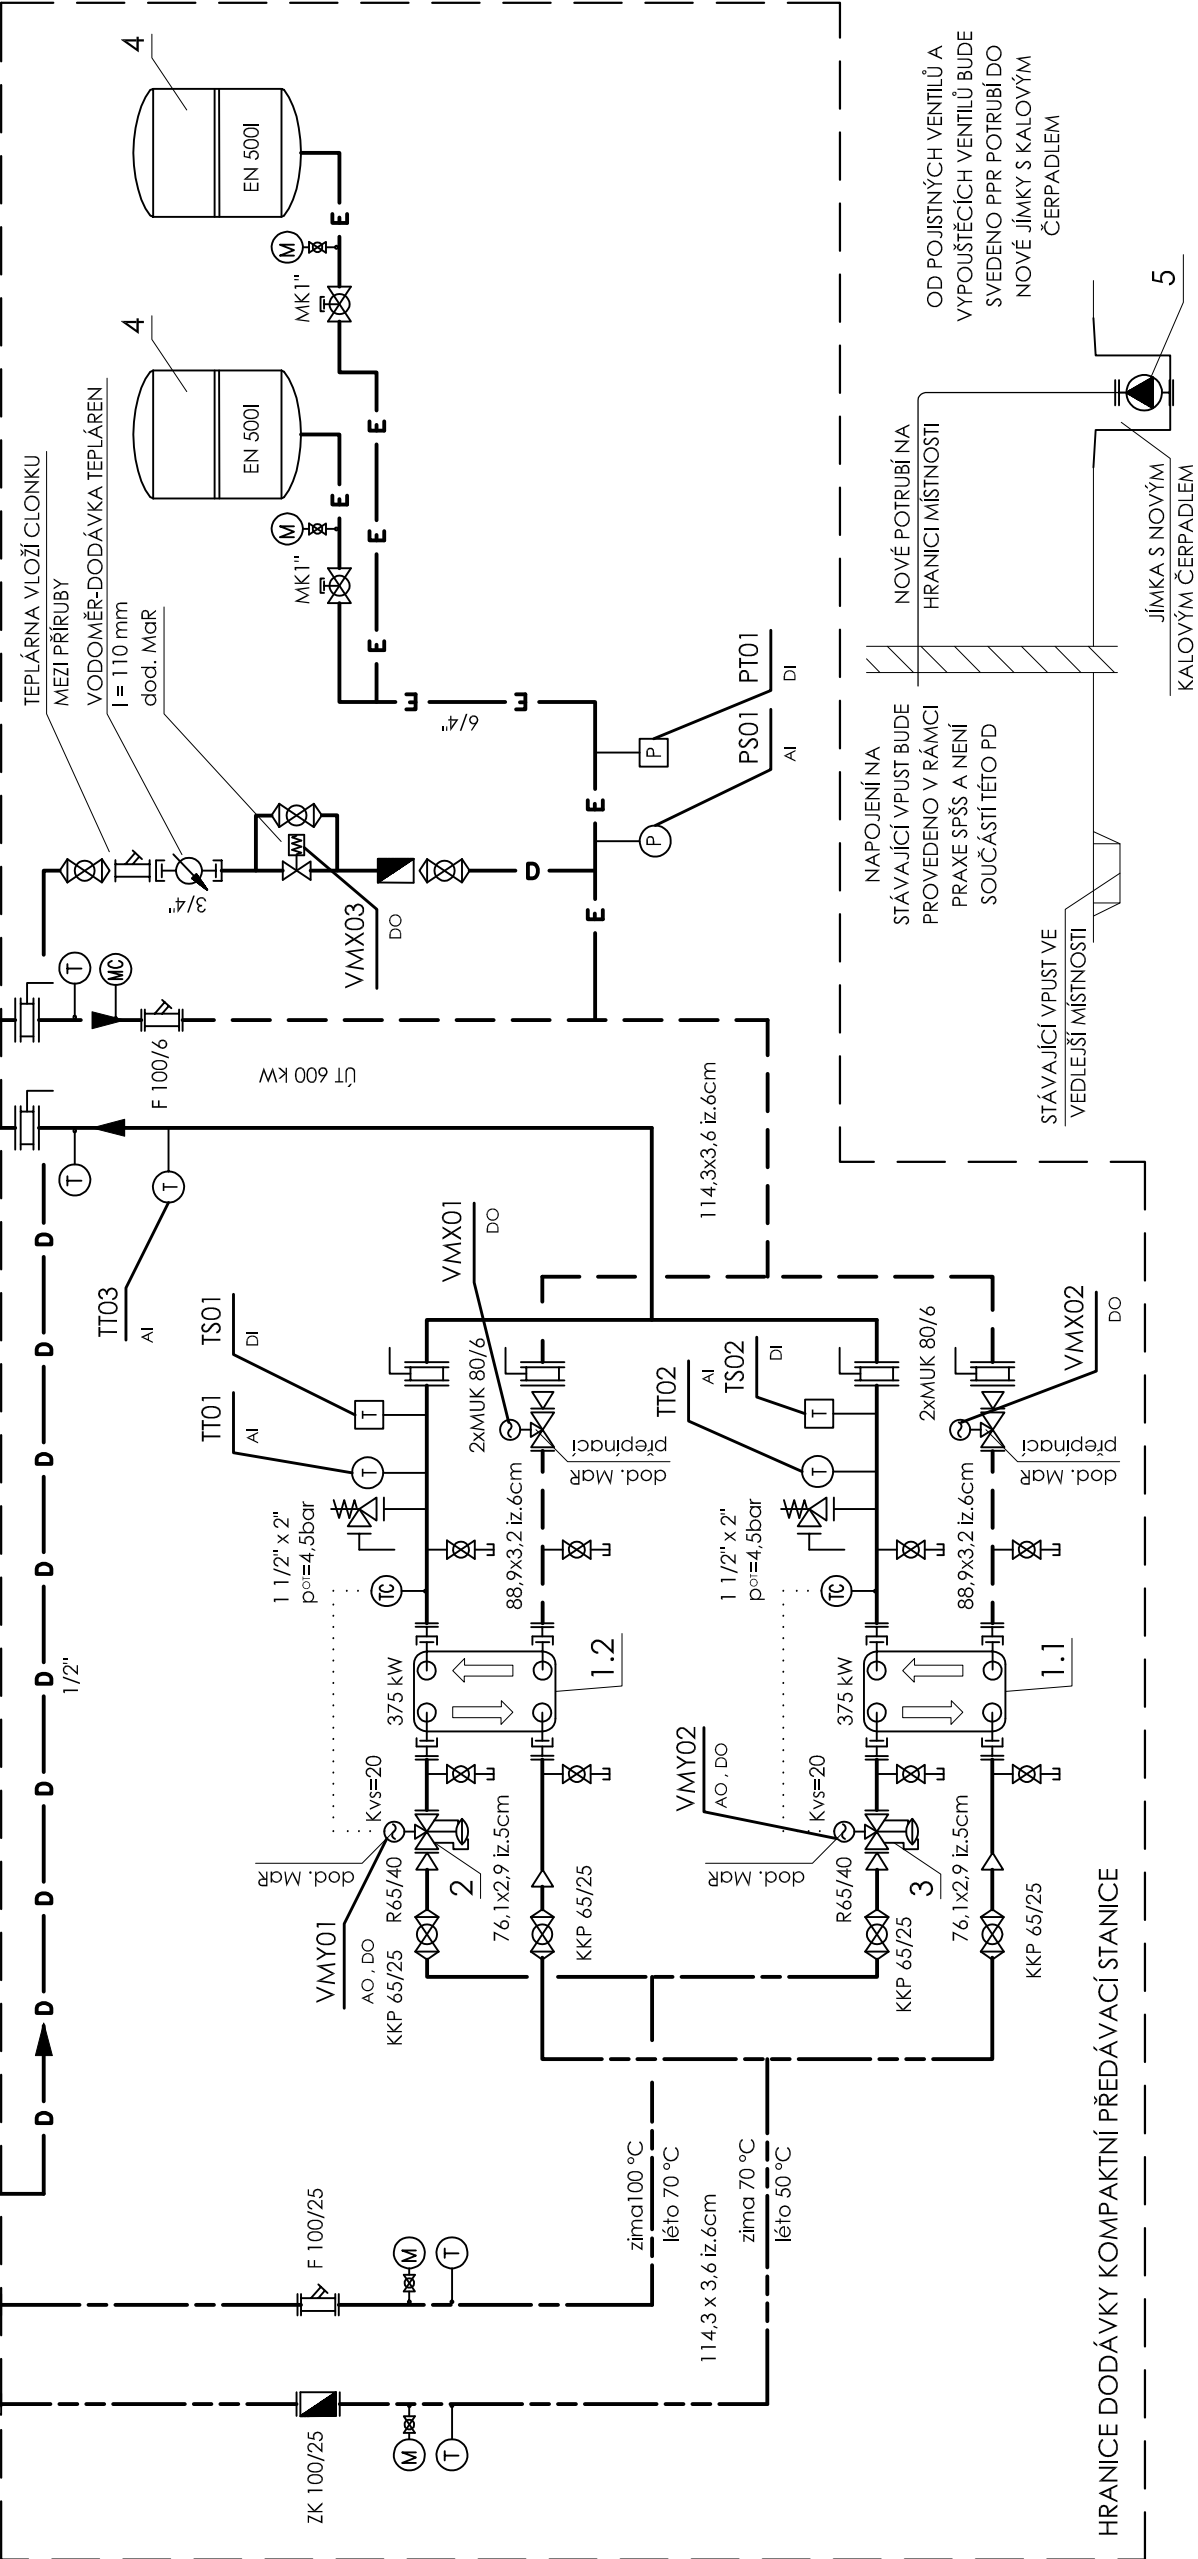 4
EN 500l
4
EN 500l
M
MK1"
M
MK1"
E
E
E
E
E
E
E
6/4"
E
E
TEPLÁRNA VLOŽÍ CLONKU
MEZI PŘÍRUBY
VODOMĚR-DODÁVKA TEPLÁREN
l = 110 mm
dod. MaR
3/4"
VMX03
DO
D
P
PT01
DI
P
PS01
AI
OD POJISTNÝCH VENTILŮ A
VYPOUŠTĚCÍCH VENTILŮ BUDE
SVEDENO PPR POTRUBÍ DO
NOVÉ JÍMKY S KALOVÝM
ČERPADLEM
5
NOVÉ POTRUBÍ NA
HRANICI MÍSTNOSTI
JÍMKA S NOVÝM
KALOVÝM ČERPADLEM
NAPOJENÍ NA
STÁVAJÍCÍ VPUST BUDE
PROVEDENO V RÁMCI
PRAXE SPŠS A NENÍ
SOUČÁSTÍ TÉTO PD
STÁVAJÍCÍ VPUST VE
VEDLEJŠÍ MÍSTNOSTI
T
MC
F 100/6
ÚT 600 kW
T
T
TT03
AI
114,3x3,6 iz.6cm
D
D
D
D
D
D
D
D
D
1/2"
TS01
DI
T
TT01
AI
T
1 1/2" x 2"
pot=4,5bar
TC
2xMUK 80/6
VMX01
DO
přepínací
dod. MaR
88,9x3,2 iz.6cm
375 kW
1.2
Kvs=20
dod. MaR
VMY01
AO , DO
R65/40
KKP 65/25
2
76,1x2,9 iz.5cm
KKP 65/25
TT02
AI
TS02
DI
T
T
1 1/2" x 2"
pot=4,5bar
TC
2xMUK 80/6
VMX02
DO
přepínací
dod. MaR
88,9x3,2 iz.6cm
375 kW
1.1
Kvs=20
dod. MaR
VMY02
AO , DO
R65/40
KKP 65/25
3
76,1x2,9 iz.5cm
KKP 65/25
zima100 °C
léto 70 °C
114,3 x 3,6 iz.6cm
zima 70 °C
léto 50 °C
F 100/25
M
T
ZK 100/25
M
T
HRANICE DODÁVKY KOMPAKTNÍ PŘEDÁVACÍ STANICE